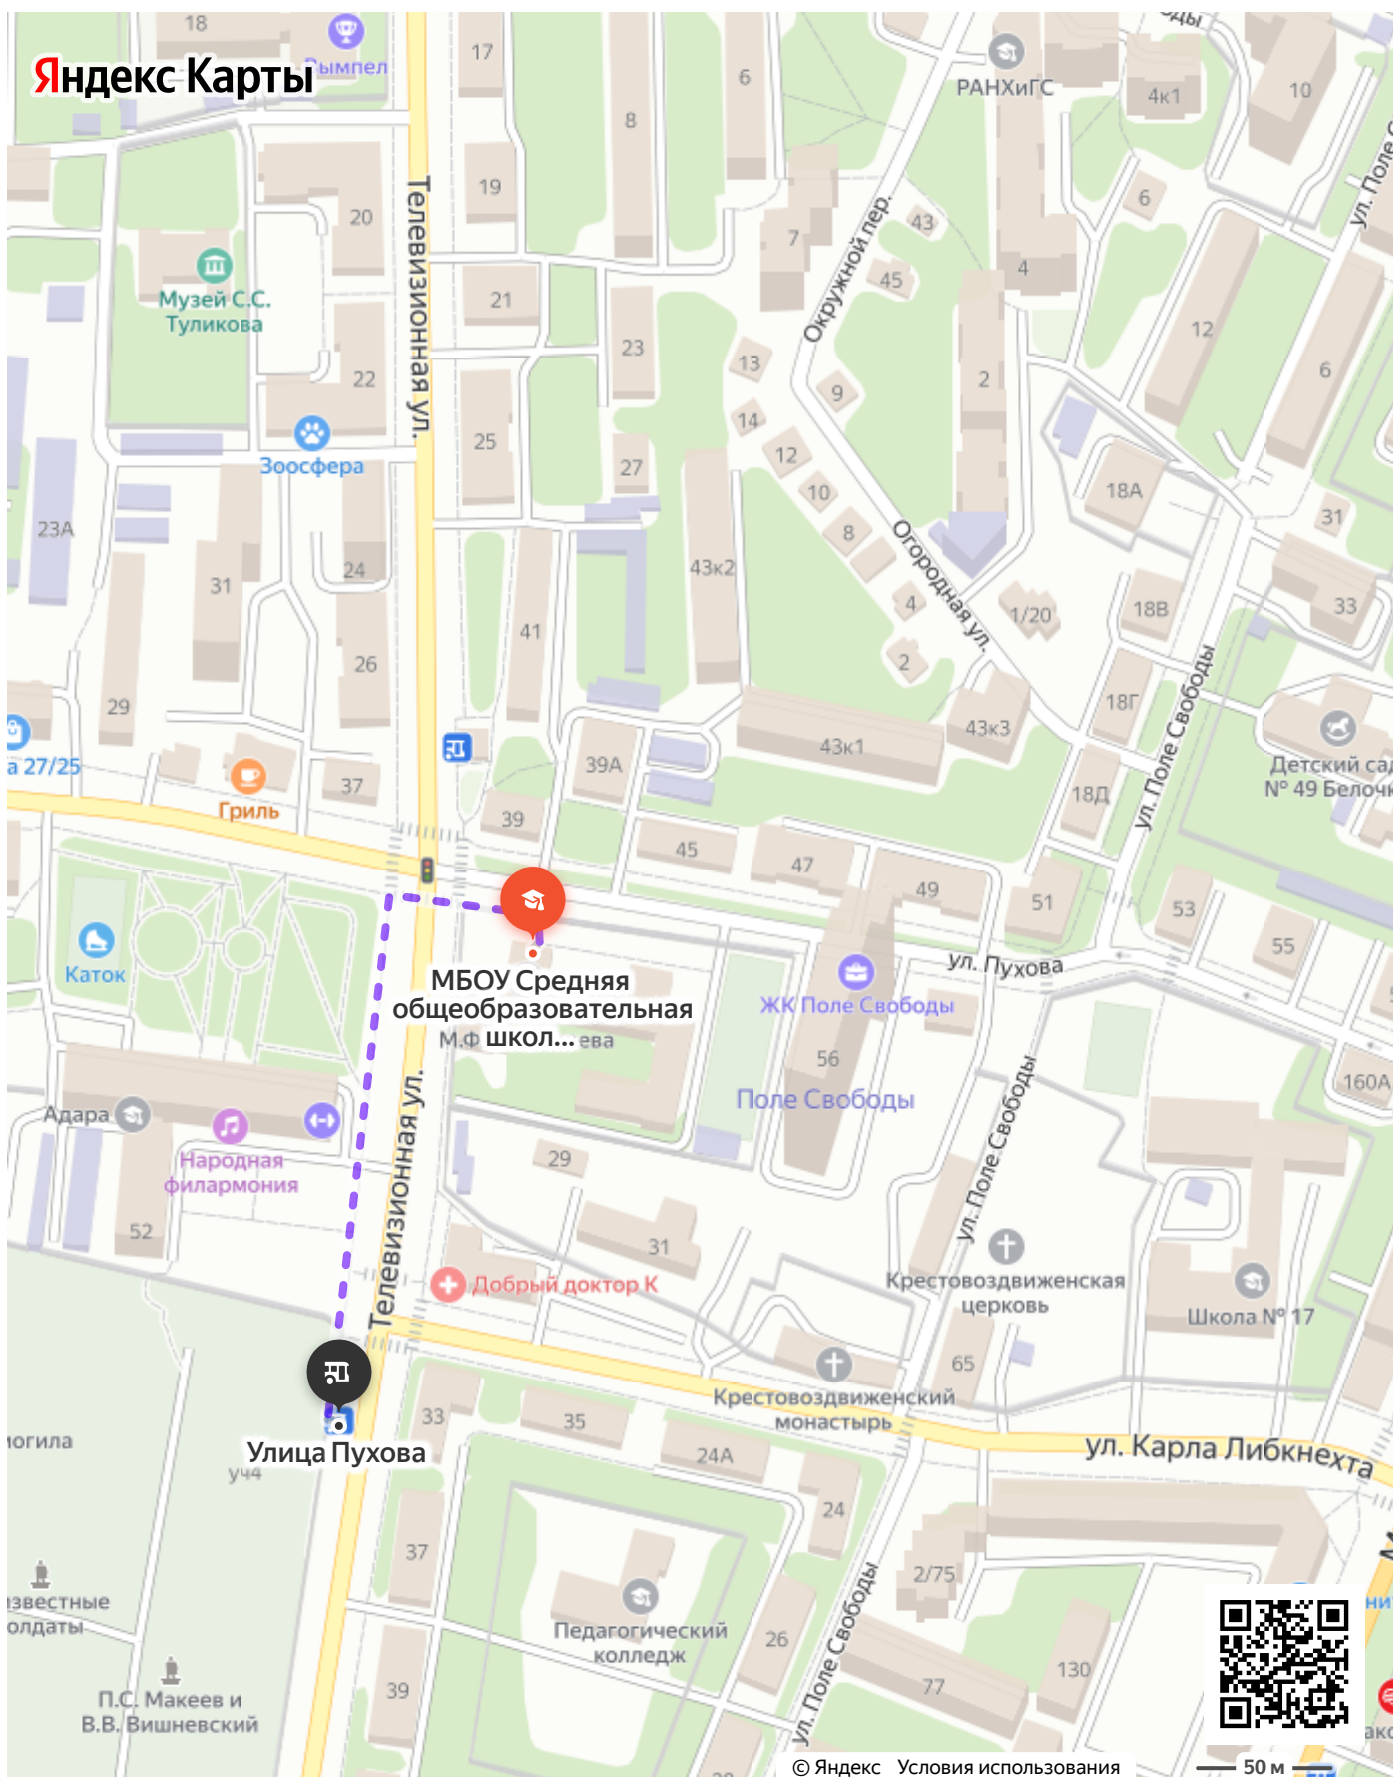 18
Яндекс Карты
Вымпел
17
6
8
РАНХиГС
4к1
10
ул. Поле С
19
20
Телевизионная ул.
Музей С.С.
Туликова
7
Окружной пер.
43
45
4
6
21
12
22
23
13
2
6
9
14
Зоосфера
25
27
12
10
18А
31
23А
8
Огородная ул.
43к2
31
24
4
1/20
18В
33
41
26
2
ул. Поле Свободы
29
18Г
43к3
43к1
39А
а 27/25
Детский сад
№ 49 Белочк
37
18Д
Гриль
39
45
47
49
51
53
55
Каток
ул. Пухова
МБОУ Средняя
общеобразовательная
школ...
М.Ф
ева
ЖК Поле Свободы
56
Поле Свободы
160А
Адара
Народная
филармония
Телевизионная ул.
29
ул. Поле Свободы
52
31
Добрый доктор К
Крестовоздвиженская
церковь
Школа № 17
65
Крестовоздвиженский
монастырь
33
35
24А
ул. Карла Либкнехта
Улица Пухова
уч4
могила
24
37
2/75
звестные
олдаты
Педагогический
колледж
26
ул. Поле Свободы
130
77
39
П.С. Макеев и
В.В. Вишневский
© Яндекс Условия использования
50 м